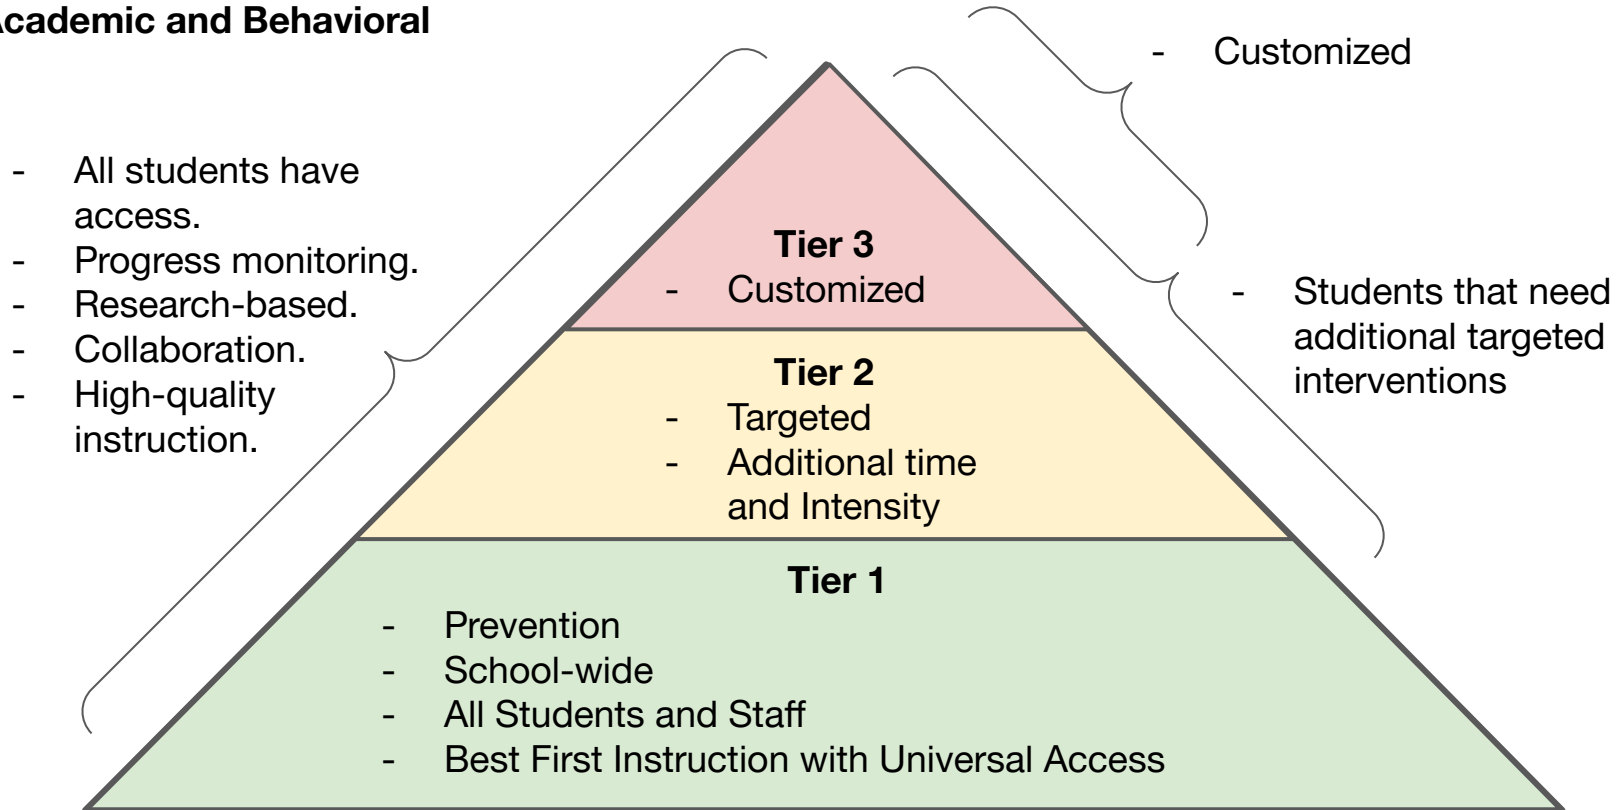 Academic and Behavioral
- Customized
- All students have
access.
- Progress monitoring.
- Research-based.
- Collaboration.
- High-quality
instruction.
Tier 3
- Customized
- Students that need
additional targeted
interventions
Tier 2
- Targeted
- Additional time
and Intensity
Tier 1
- Prevention
- School-wide
- All Students and Staff
- Best First Instruction with Universal Access